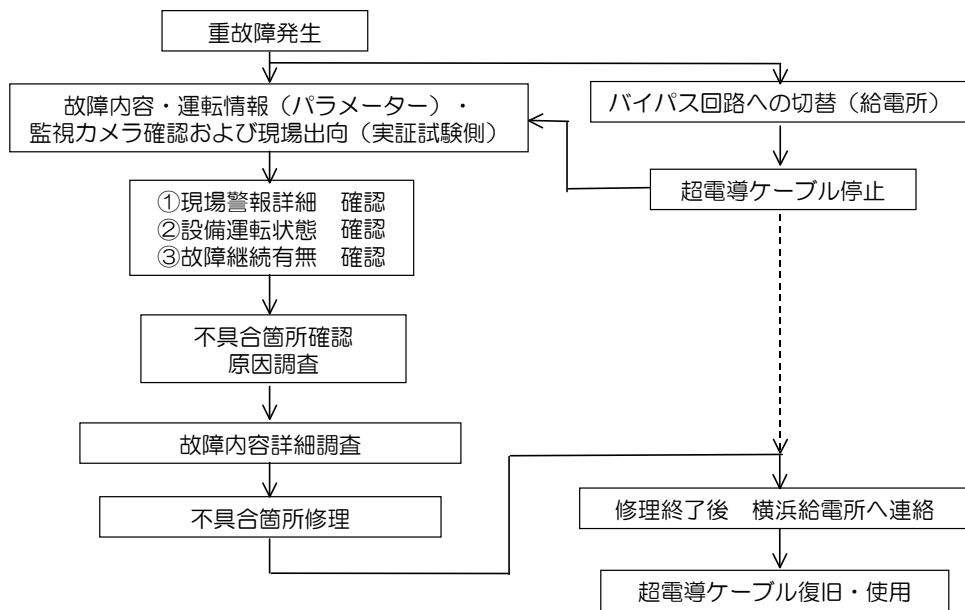 重故障発生
故障内容・運転情報（パラメーター）・
監視カメラ確認および現場出向（実証試験側）
バイパス回路への切替（給電所）
超電導ケーブル停止
①現場警報詳細　確認
②設備運転状態　確認
③故障継続有無　確認
不具合箇所確認
原因調査
故障内容詳細調査
不具合箇所修理
修理終了後　横浜給電所へ連絡
超電導ケーブル復旧・使用